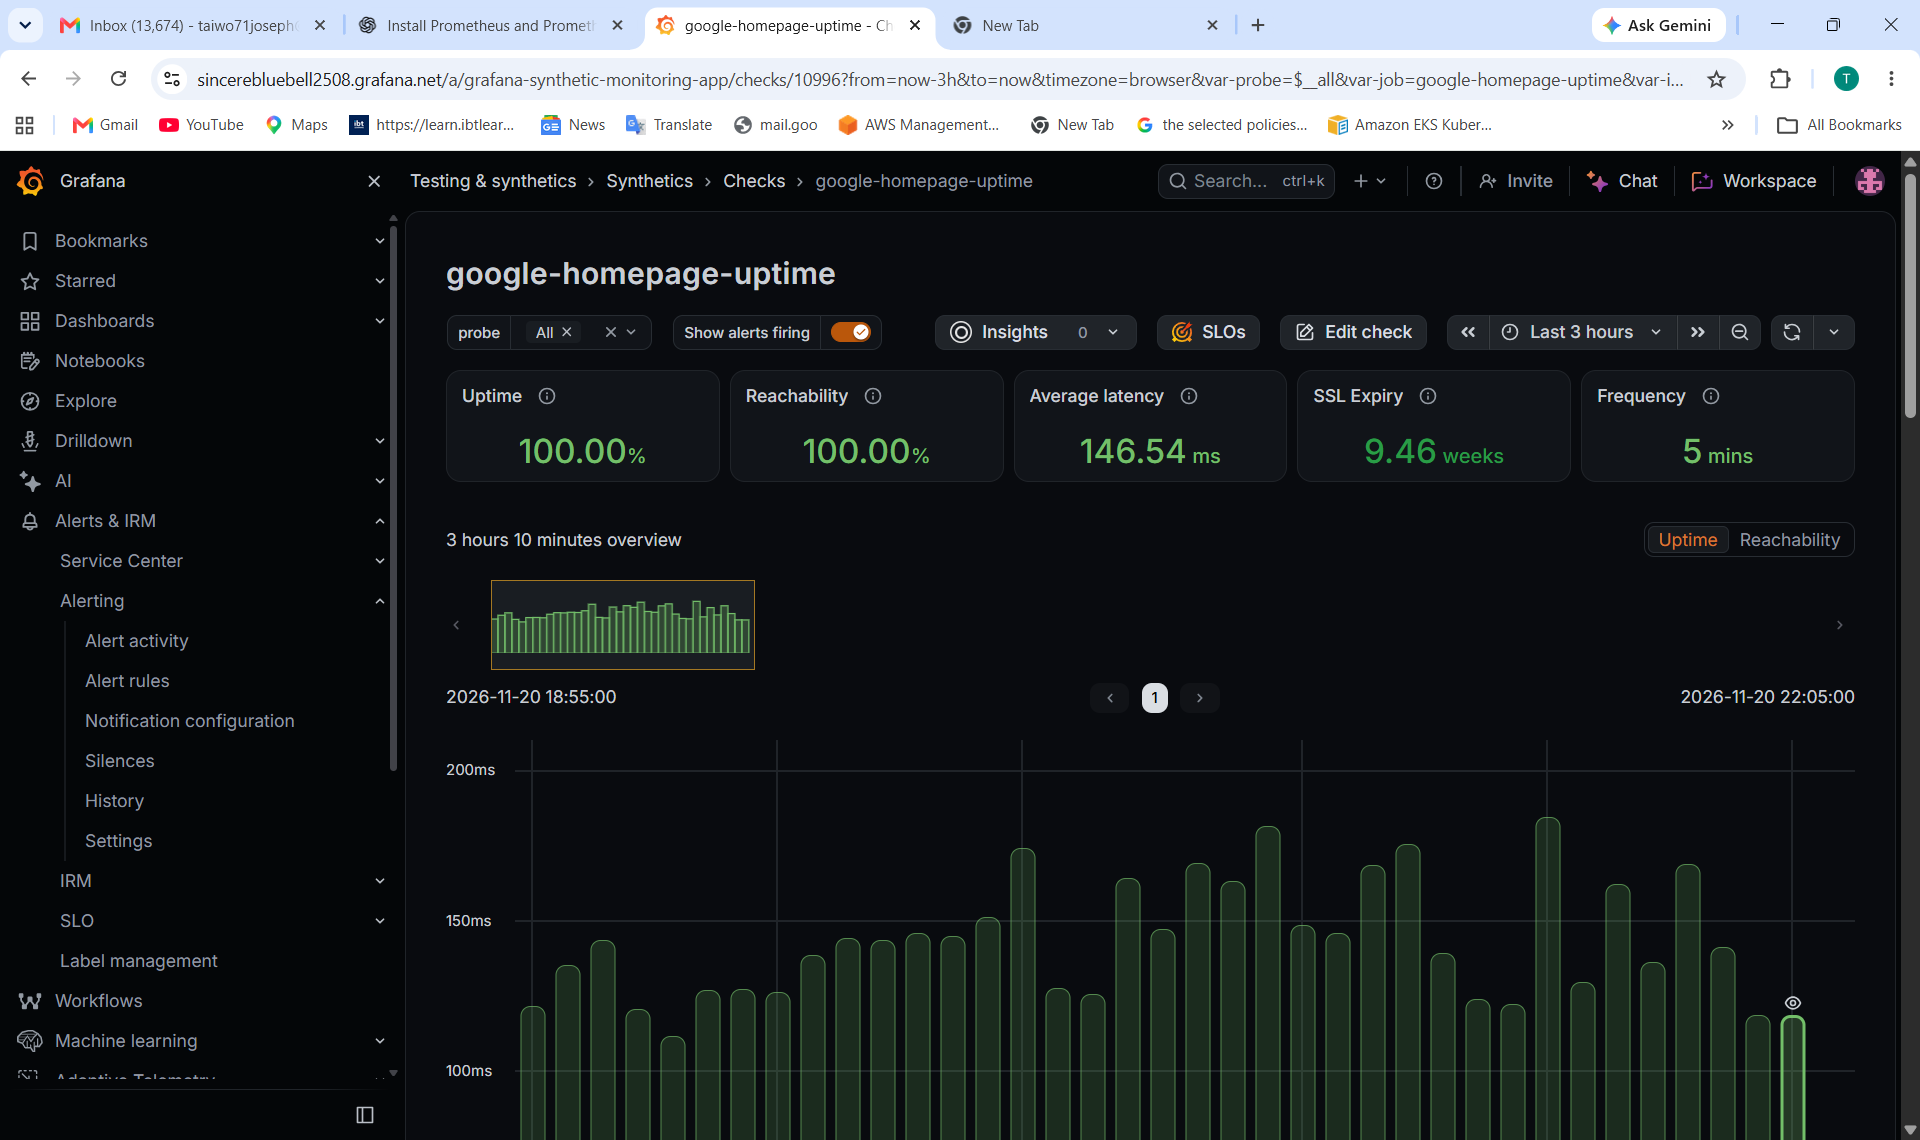 Inbox (13,674) - taiwo71joseph
Install Prometheus and Prometh
google-homepage-uptime - Ch
New Tab
Ask Gemini
sincerebluebell2508.grafana.net/a/grafana-synthetic-monitoring-app/checks/10996?from=now-3h&to=now&timezone=browser&var-probe=$__all&var-job=google-homepage-uptime&var-i...
T
Gmail
YouTube
Maps
https://learn.ibtlear...
News
Translate
mail.goo
AWS Management...
New Tab
the selected policies...
Amazon EKS Kuber...
All Bookmarks
Grafana
Testing & synthetics › Synthetics › Checks › google-homepage-uptime
Search... ctrl+k
Invite
Chat
Workspace
Bookmarks
Starred
Dashboards
Notebooks
Explore
Drilldown
AI
Alerts & IRM
Service Center
Alerting
Alert activity
Alert rules
Notification configuration
Silences
History
Settings
IRM
SLO
Label management
Workflows
Machine learning
Adaptive Telemetry
google-homepage-uptime
probe All
Show alerts firing
Insights 0
SLOs
Edit check
Last 3 hours
Uptime
100.00%
Reachability
100.00%
Average latency
146.54 ms
SSL Expiry
9.46 weeks
Frequency
5 mins
3 hours 10 minutes overview
Uptime Reachability
2026-11-20 18:55:00
1
2026-11-20 22:05:00
200ms
150ms
100ms